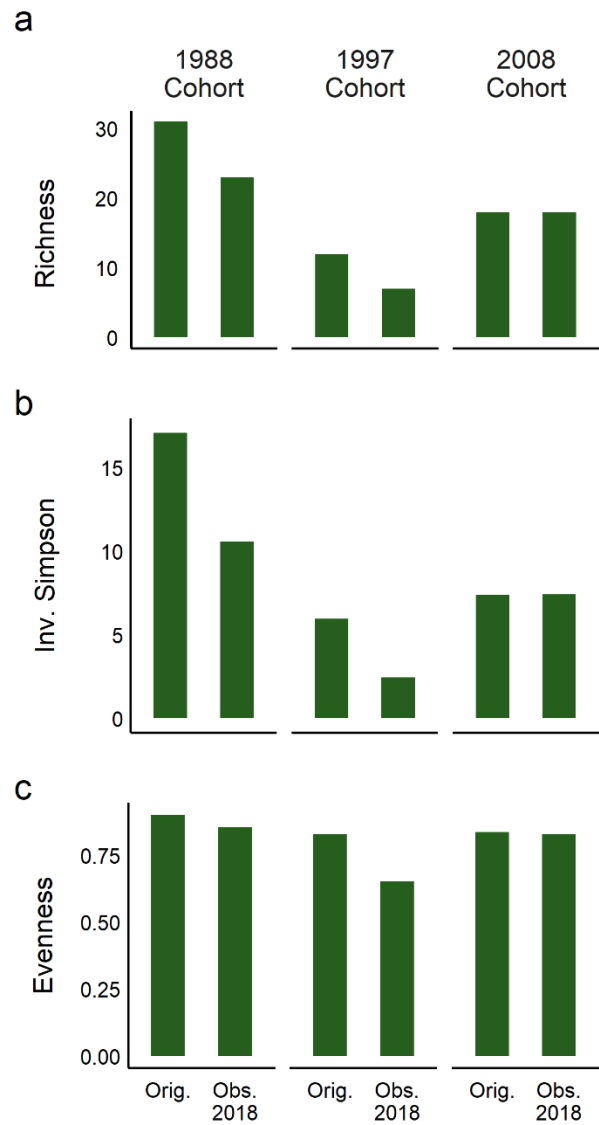 a
1988 Cohort
1997 Cohort
2008 Cohort
Richness
30
20
10
0
b
Inv. Simpson
15
10
5
0
c
Evenness
0.75
0.50
0.25
0.00
Orig.
Obs.
2018
Orig.
Obs.
2018
Orig.
Obs.
2018